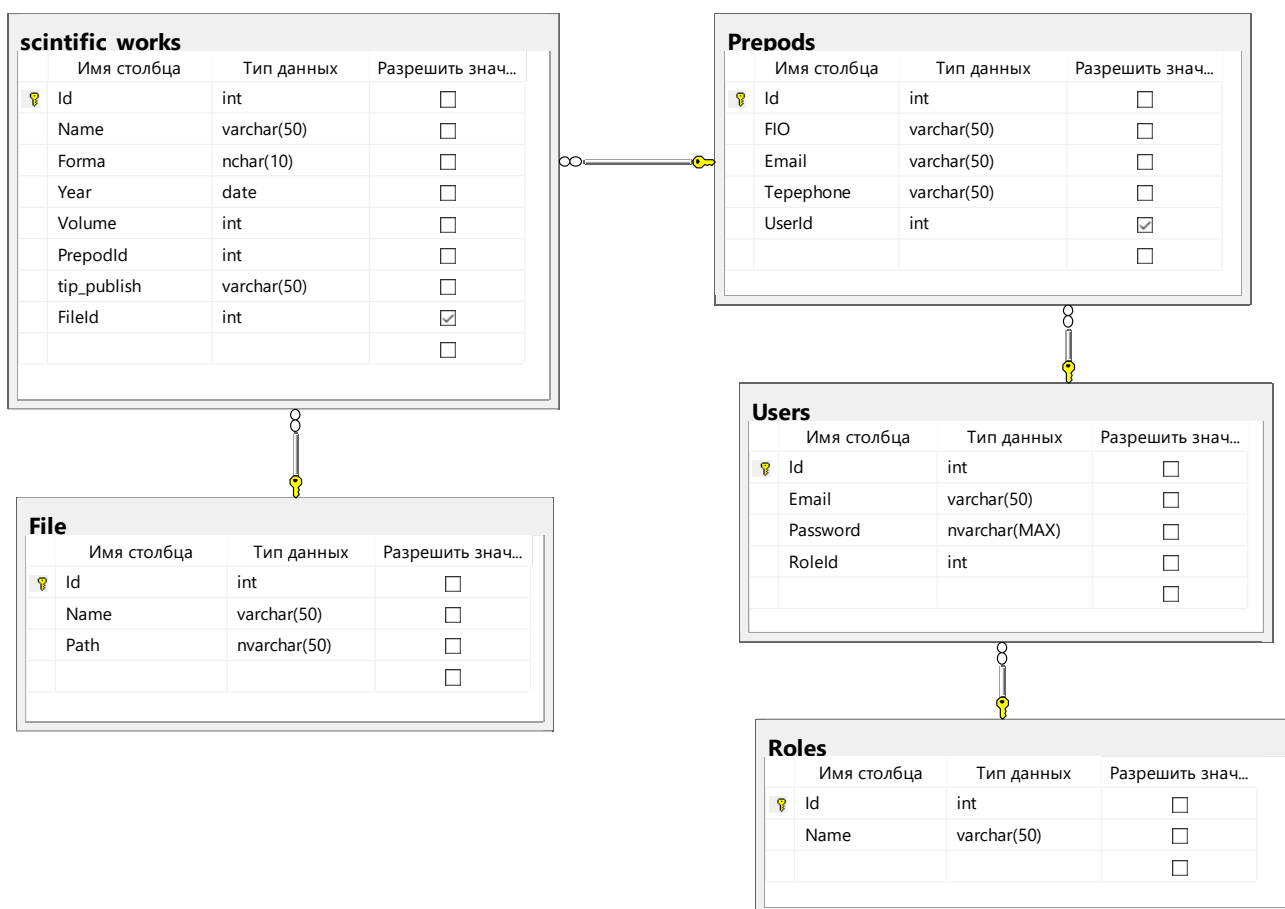 scintific_works
Имя столбца Тип данных Разрешить знач...
Id int
Name varchar(50)
Forma nchar(10)
Year date
Volume int
PrepodId int
tip_publish varchar(50)
FileId int
Prepods
Имя столбца Тип данных Разрешить знач...
Id int
FIO varchar(50)
Email varchar(50)
Tepephone varchar(50)
UserId int
Users
Имя столбца Тип данных Разрешить знач...
Id int
Email varchar(50)
Password nvarchar(MAX)
RoleId int
File
Имя столбца Тип данных Разрешить знач...
Id int
Name varchar(50)
Path nvarchar(50)
Roles
Имя столбца Тип данных Разрешить знач...
Id int
Name varchar(50)